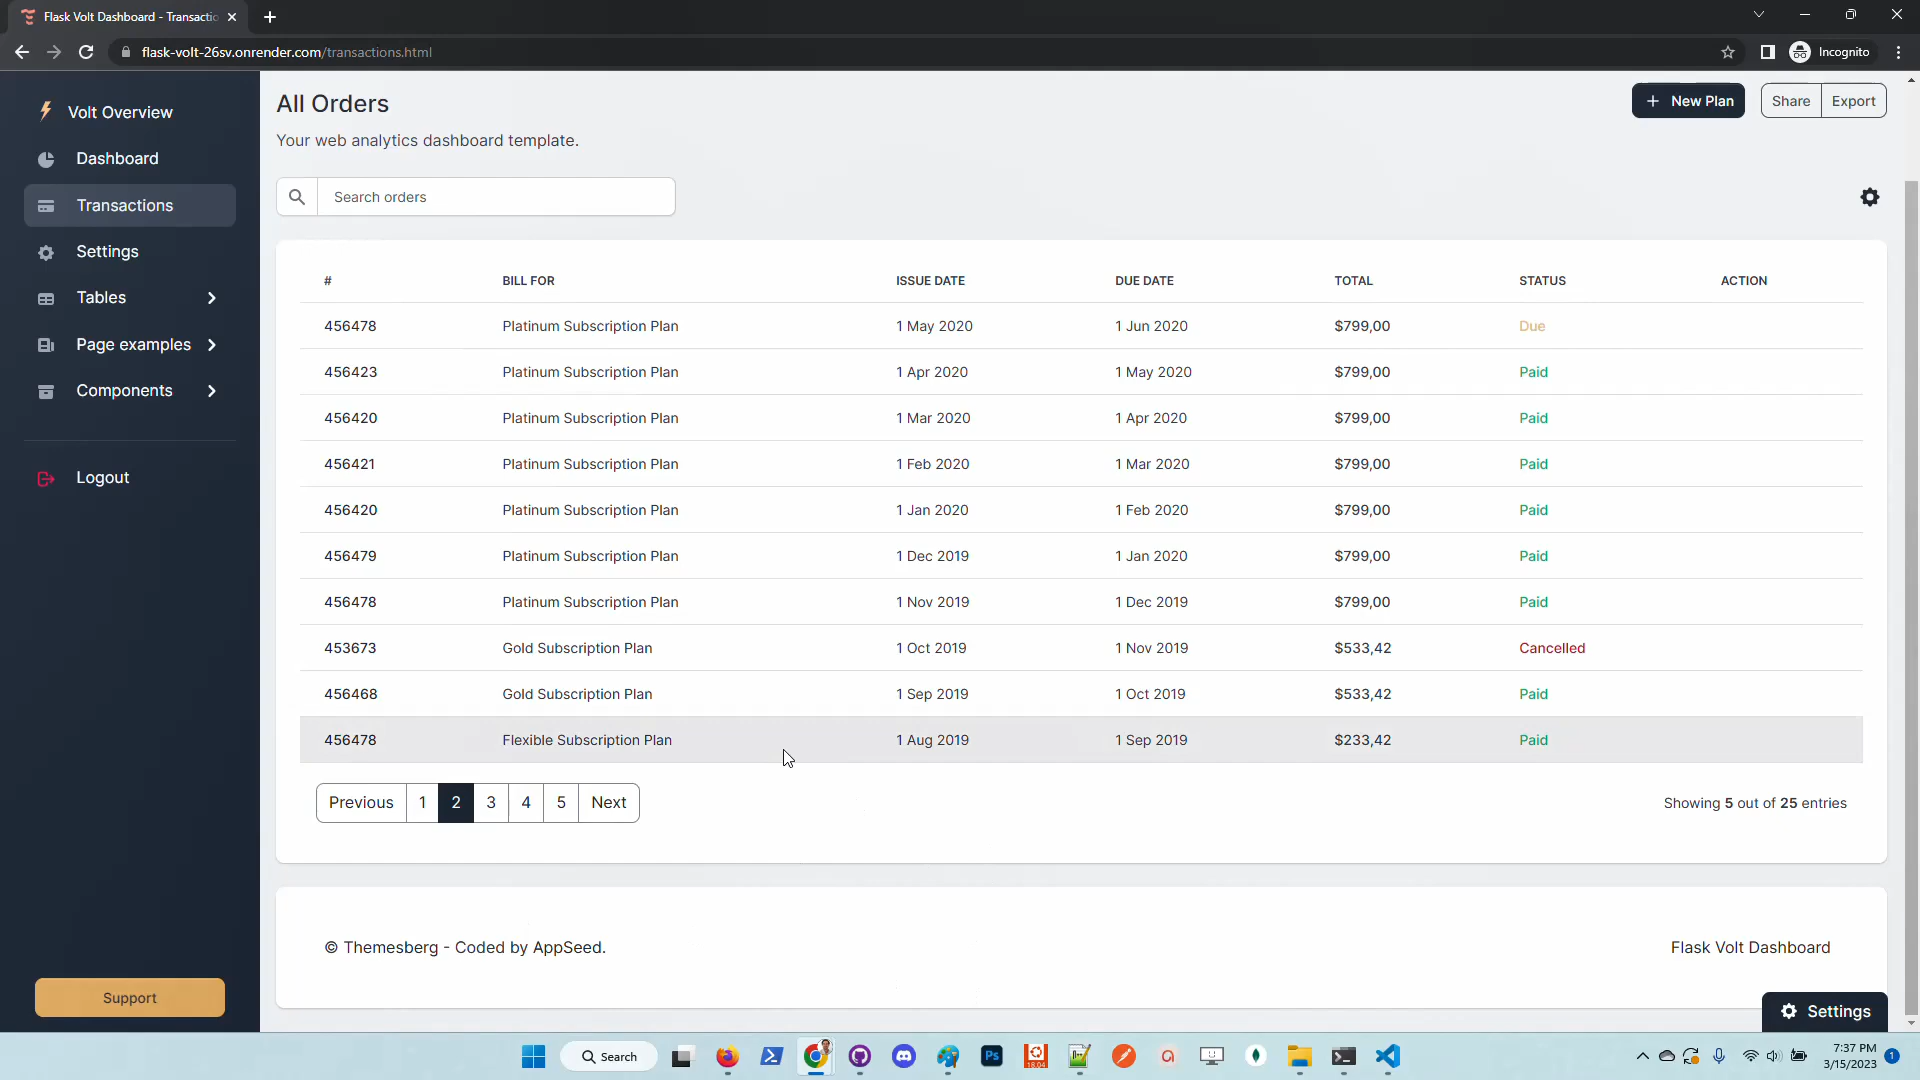 Flask Volt Dashboard - Transactio
flask-volt-26sv.onrender.com/transactions.html
Incognito
Volt Overview
Dashboard
Transactions
Settings
Tables
Page examples
Components
Logout
Support
All Orders
Your web analytics dashboard template.
New Plan
Share
Export
Search orders
# BILL FOR ISSUE DATE DUE DATE TOTAL STATUS ACTION
456478 Platinum Subscription Plan 1 May 2020 1 Jun 2020 $799,00 Due
456423 Platinum Subscription Plan 1 Apr 2020 1 May 2020 $799,00 Paid
456420 Platinum Subscription Plan 1 Mar 2020 1 Apr 2020 $799,00 Paid
456421 Platinum Subscription Plan 1 Feb 2020 1 Mar 2020 $799,00 Paid
456420 Platinum Subscription Plan 1 Jan 2020 1 Feb 2020 $799,00 Paid
456479 Platinum Subscription Plan 1 Dec 2019 1 Jan 2020 $799,00 Paid
456478 Platinum Subscription Plan 1 Nov 2019 1 Dec 2019 $799,00 Paid
453673 Gold Subscription Plan 1 Oct 2019 1 Nov 2019 $533,42 Cancelled
456468 Gold Subscription Plan 1 Sep 2019 1 Oct 2019 $533,42 Paid
456478 Flexible Subscription Plan 1 Aug 2019 1 Sep 2019 $233,42 Paid
Previous 1 2 3 4 5 Next
Showing 5 out of 25 entries
© Themesberg - Coded by AppSeed.
Flask Volt Dashboard
Settings
Search
Ps
18.04
7:37 PM
3/15/2023
1